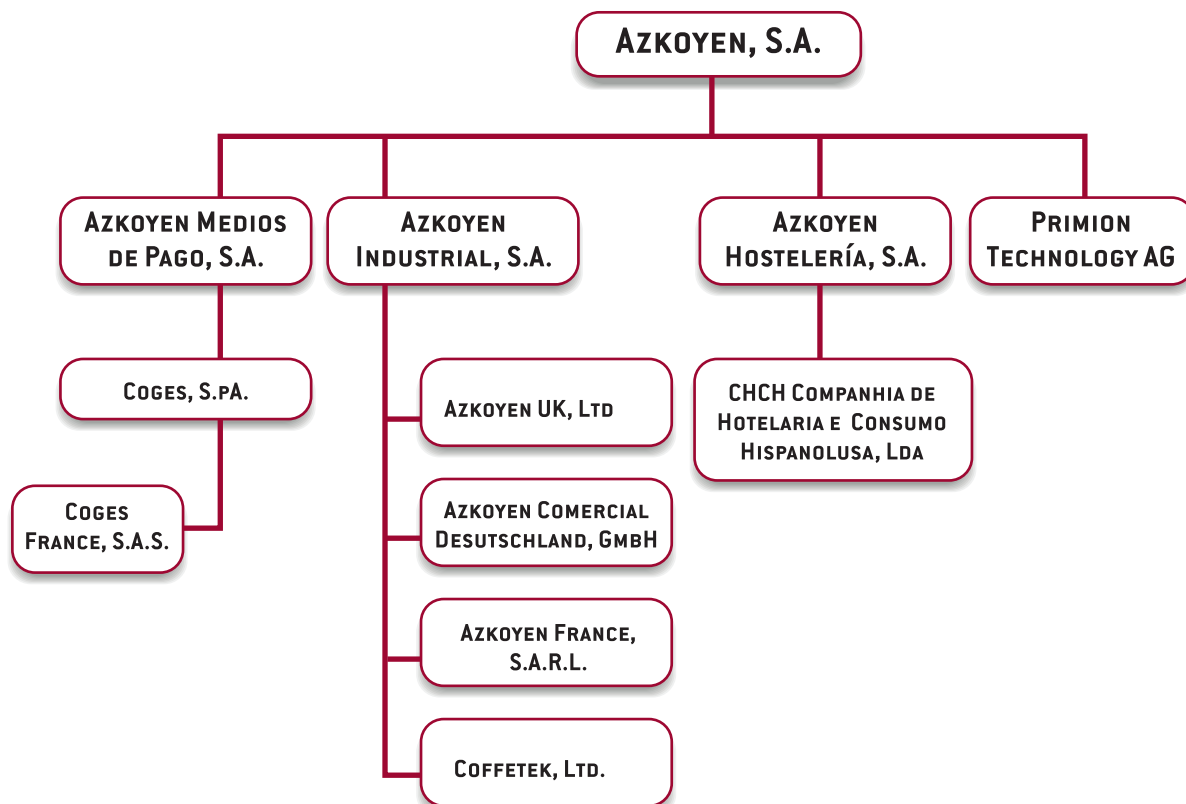 Azkoyen, S.A.
Azkoyen Medios
de Pago, S.A.
Azkoyen
Industrial, S.A.
Azkoyen
Hostelería, S.A.
Primion
Technology AG
Coges, S.pA.
Coges
France, S.A.S.
Azkoyen UK, Ltd
Azkoyen Comercial
Desutschland, GmbH
Azkoyen France,
S.A.R.L.
Coffetek, Ltd.
CHCH Companhia de
Hotelaria e Consumo
Hispanolusa, Lda